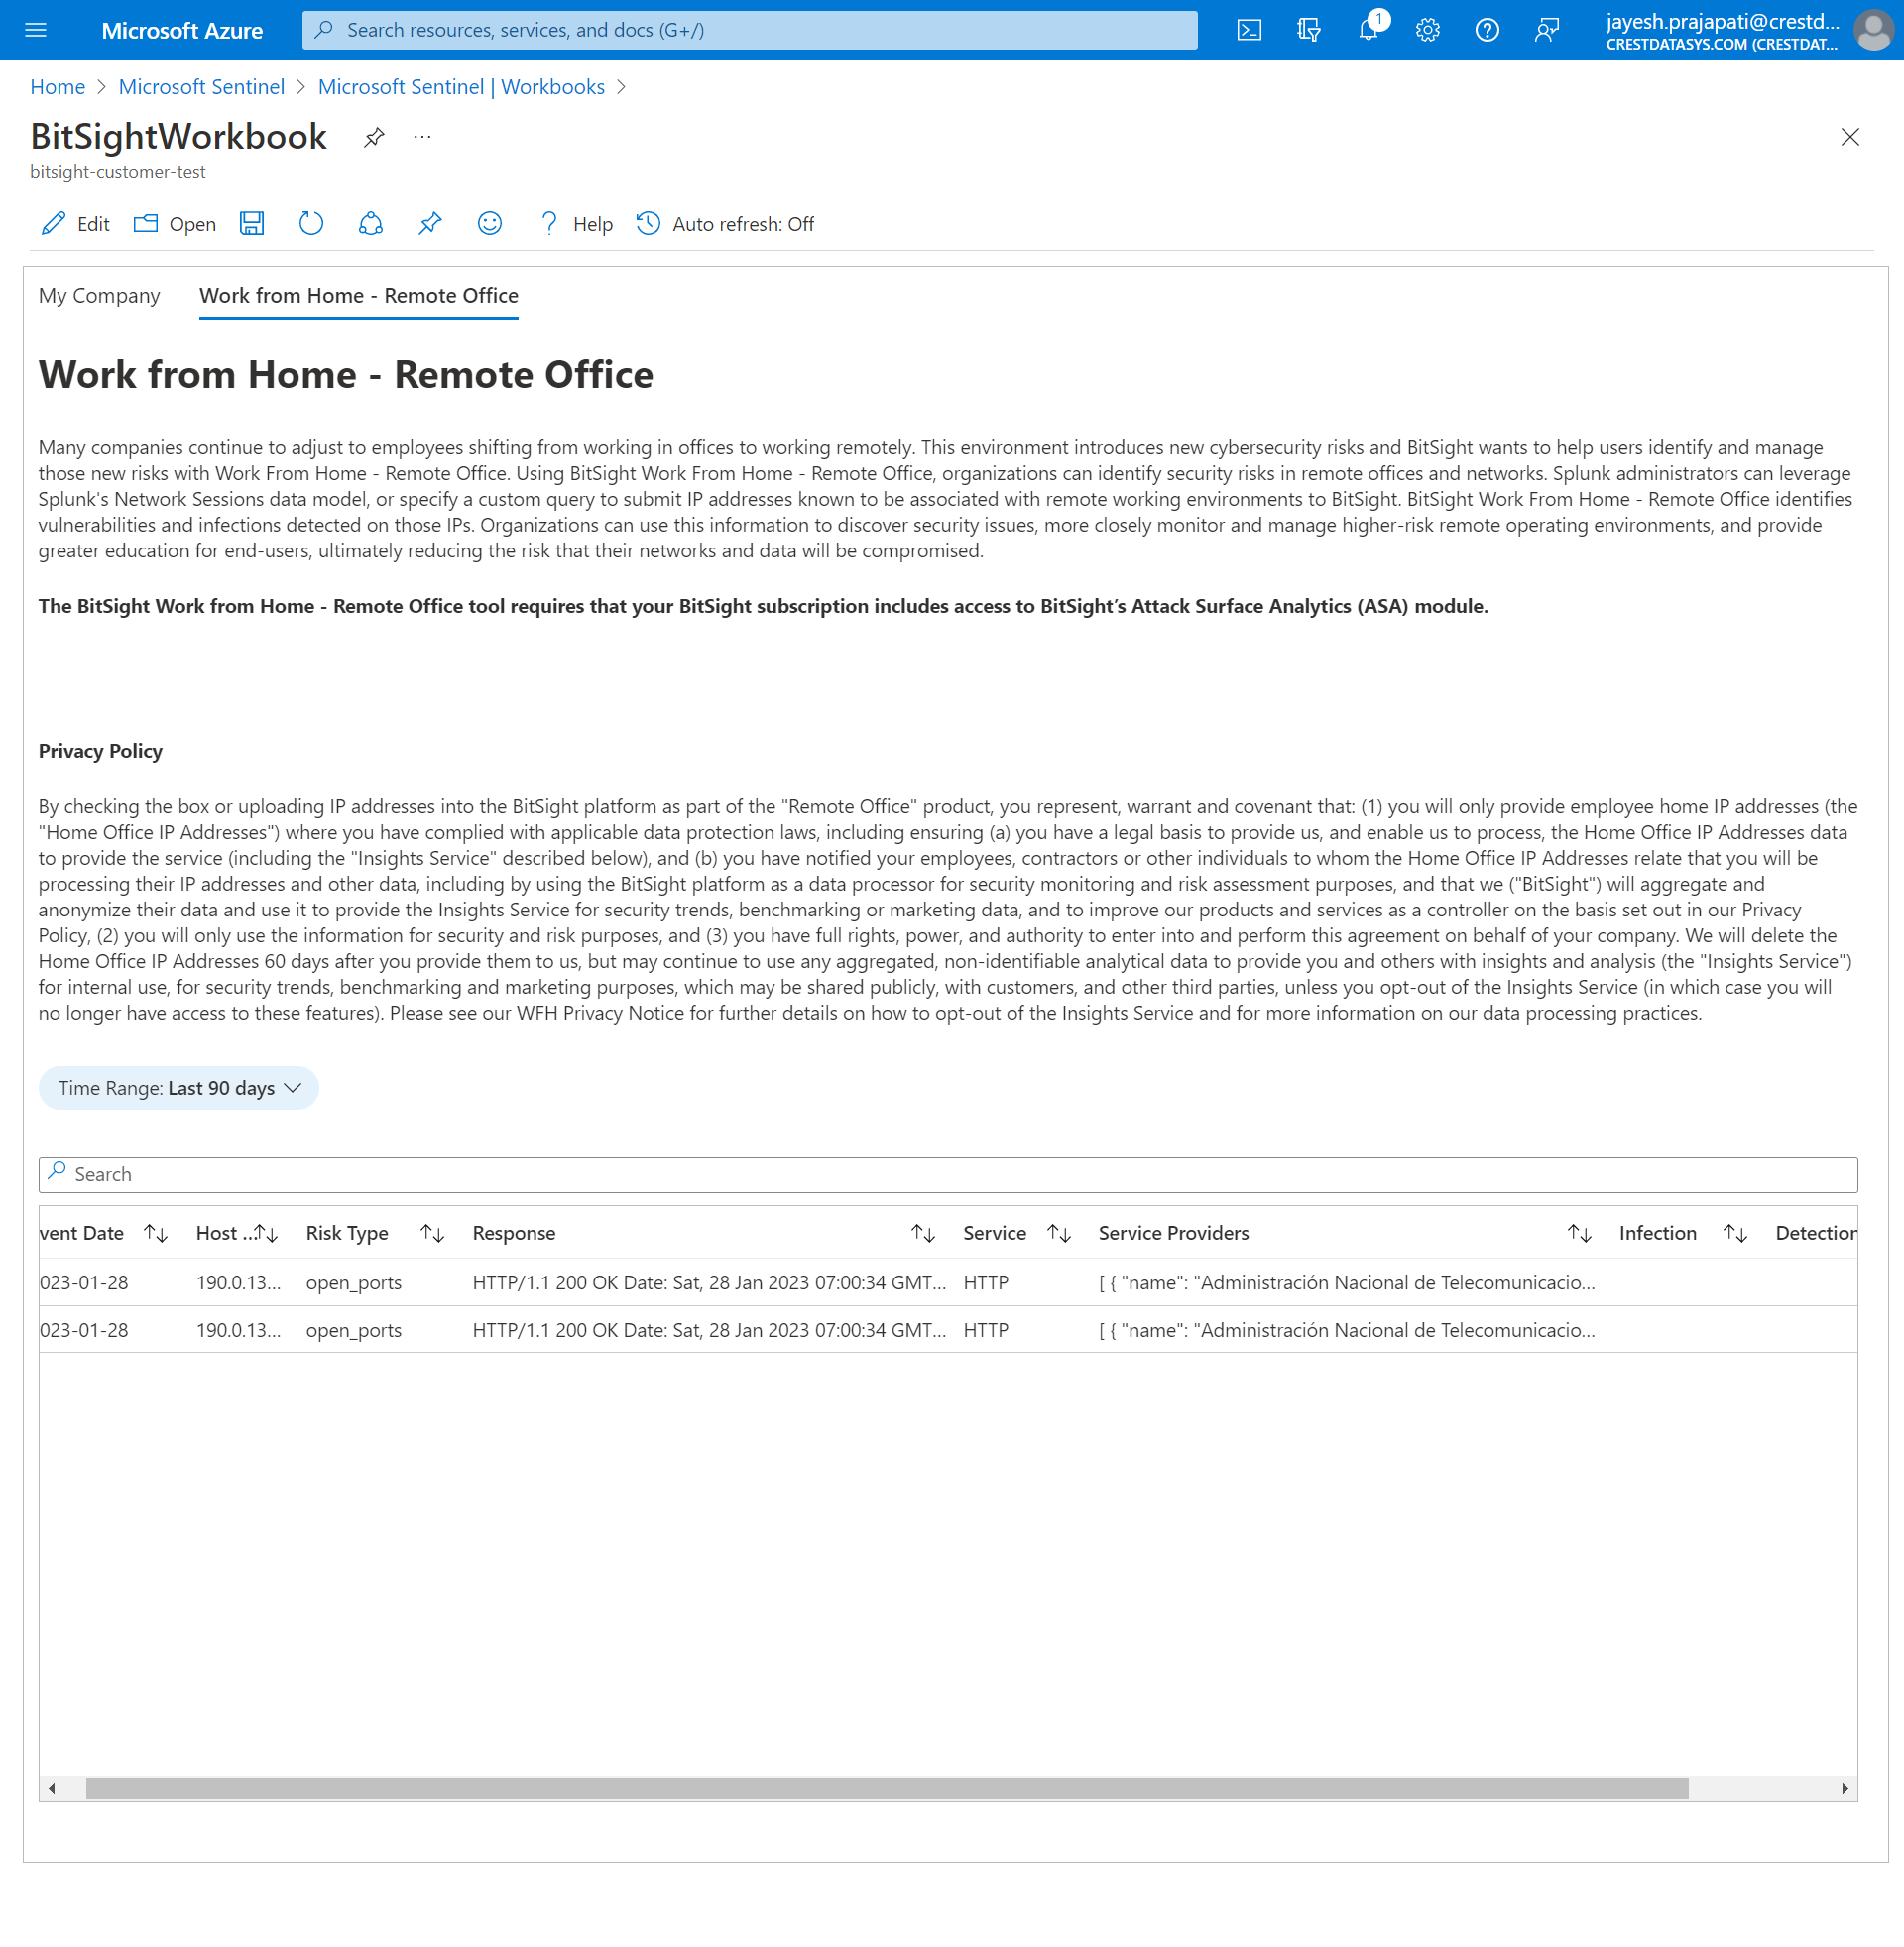 Microsoft Azure
Search resources, services, and docs (G+/)
1
jayesh.prajapati@crestd...
CRESTDATASYS.COM (CRESTDAT...
Home > Microsoft Sentinel > Microsoft Sentinel | Workbooks >
BitSightWorkbook
bitsight-customer-test
Edit Open Help Auto refresh: Off
My Company Work from Home - Remote Office
Work from Home - Remote Office
Many companies continue to adjust to employees shifting from working in offices to working remotely. This environment introduces new cybersecurity risks and BitSight wants to help users identify and manage
those new risks with Work From Home - Remote Office. Using BitSight Work From Home - Remote Office, organizations can identify security risks in remote offices and networks. Splunk administrators can leverage
Splunk's Network Sessions data model, or specify a custom query to submit IP addresses known to be associated with remote working environments to BitSight. BitSight Work From Home - Remote Office identifies
vulnerabilities and infections detected on those IPs. Organizations can use this information to discover security issues, more closely monitor and manage higher-risk remote operating environments, and provide
greater education for end-users, ultimately reducing the risk that their networks and data will be compromised.
The BitSight Work from Home - Remote Office tool requires that your BitSight subscription includes access to BitSight’s Attack Surface Analytics (ASA) module.
Privacy Policy
By checking the box or uploading IP addresses into the BitSight platform as part of the "Remote Office" product, you represent, warrant and covenant that: (1) you will only provide employee home IP addresses (the
"Home Office IP Addresses") where you have complied with applicable data protection laws, including ensuring (a) you have a legal basis to provide us, and enable us to process, the Home Office IP Addresses data
to provide the service (including the "Insights Service" described below), and (b) you have notified your employees, contractors or other individuals to whom the Home Office IP Addresses relate that you will be
processing their IP addresses and other data, including by using the BitSight platform as a data processor for security monitoring and risk assessment purposes, and that we ("BitSight") will aggregate and
anonymize their data and use it to provide the Insights Service for security trends, benchmarking or marketing data, and to improve our products and services as a controller on the basis set out in our Privacy
Policy, (2) you will only use the information for security and risk purposes, and (3) you have full rights, power, and authority to enter into and perform this agreement on behalf of your company. We will delete the
Home Office IP Addresses 60 days after you provide them to us, but may continue to use any aggregated, non-identifiable analytical data to provide you and others with insights and analysis (the "Insights Service")
for internal use, for security trends, benchmarking and marketing purposes, which may be shared publicly, with customers, and other third parties, unless you opt-out of the Insights Service (in which case you will
no longer have access to these features). Please see our WFH Privacy Notice for further details on how to opt-out of the Insights Service and for more information on our data processing practices.
Time Range: Last 90 days
Search
vent Date Host ... Risk Type Response Service Service Providers Infection Detection
023-01-28 190.0.13... open_ports HTTP/1.1 200 OK Date: Sat, 28 Jan 2023 07:00:34 GMT... HTTP [ { "name": "Administración Nacional de Telecomunicacio...
023-01-28 190.0.13... open_ports HTTP/1.1 200 OK Date: Sat, 28 Jan 2023 07:00:34 GMT... HTTP [ { "name": "Administración Nacional de Telecomunicacio...